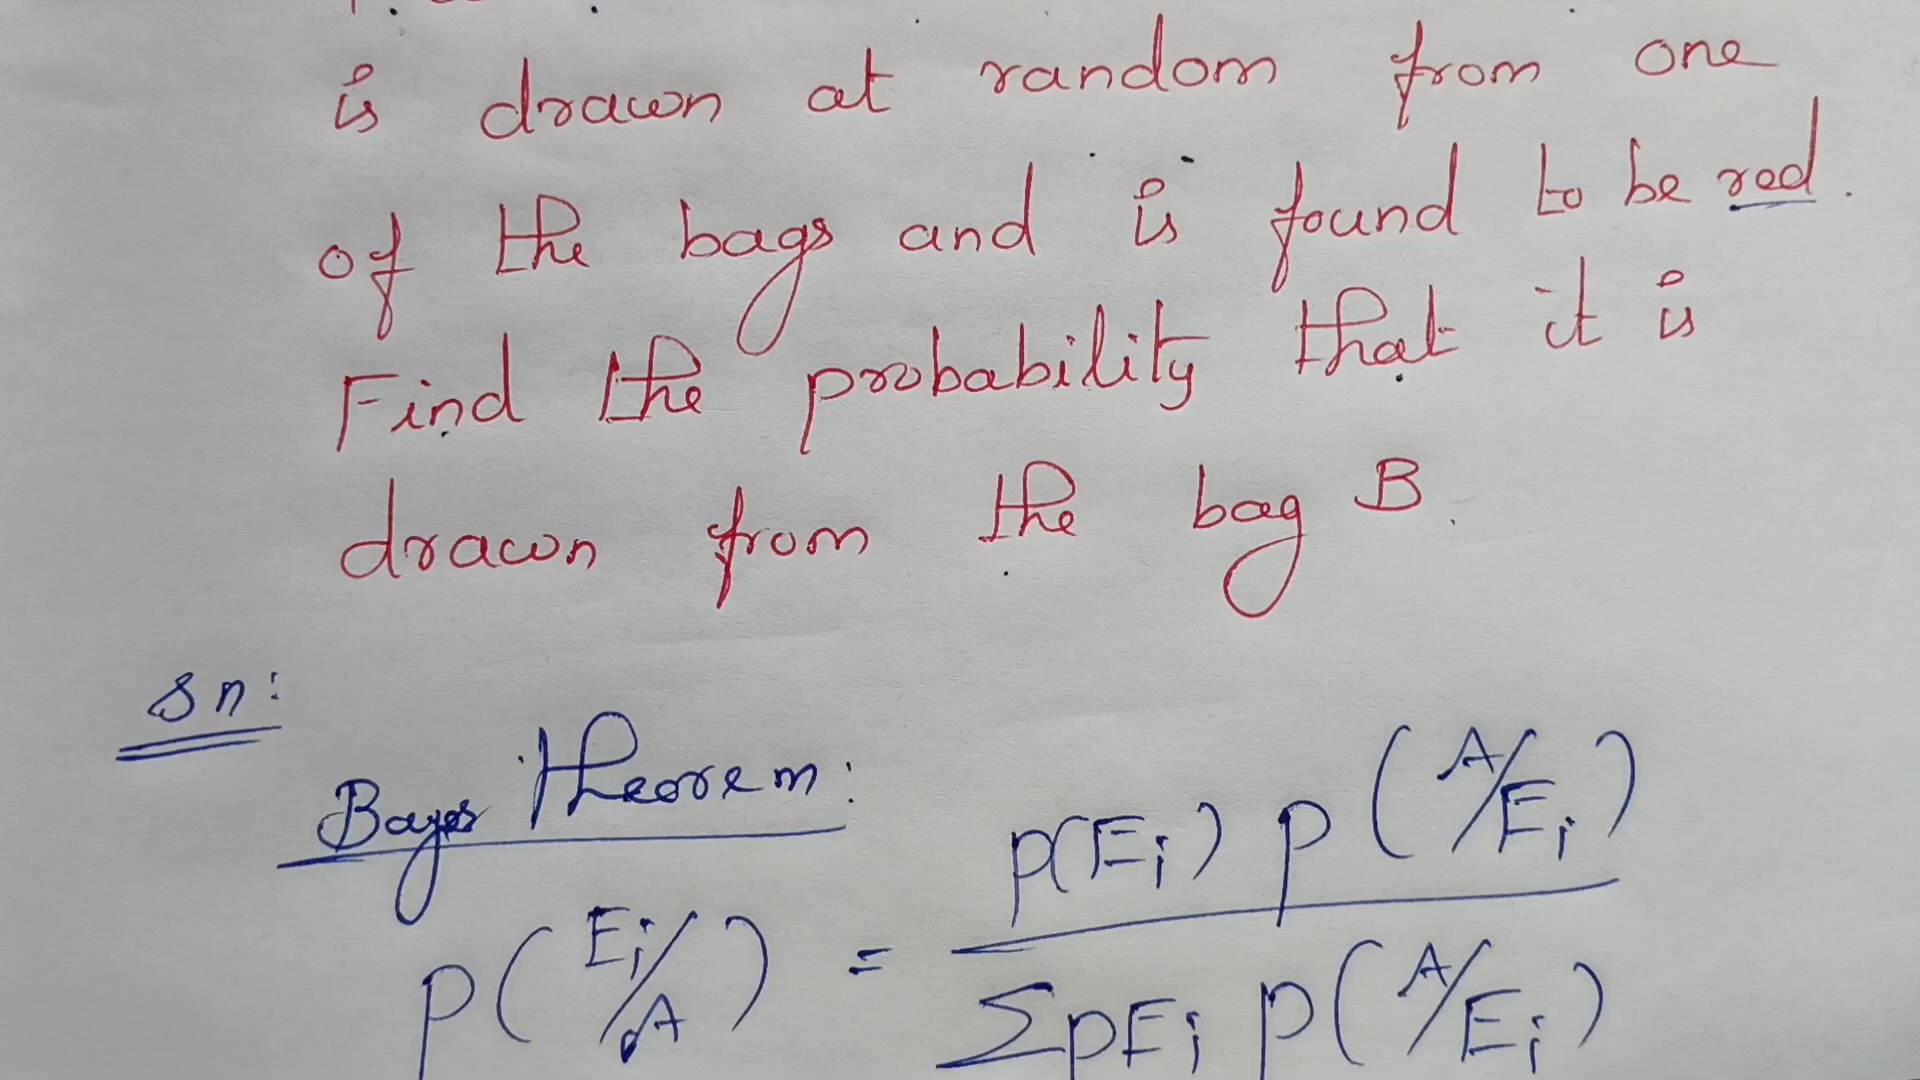 is drawn at random from one
of the bags and is found to be red.
Find the probability that it is
drawn from the bag B.
Sn:
Bayes Theorem:
P(Ei/A) = P(Ei) P(A/Ei) / ΣPEi P(A/Ei)